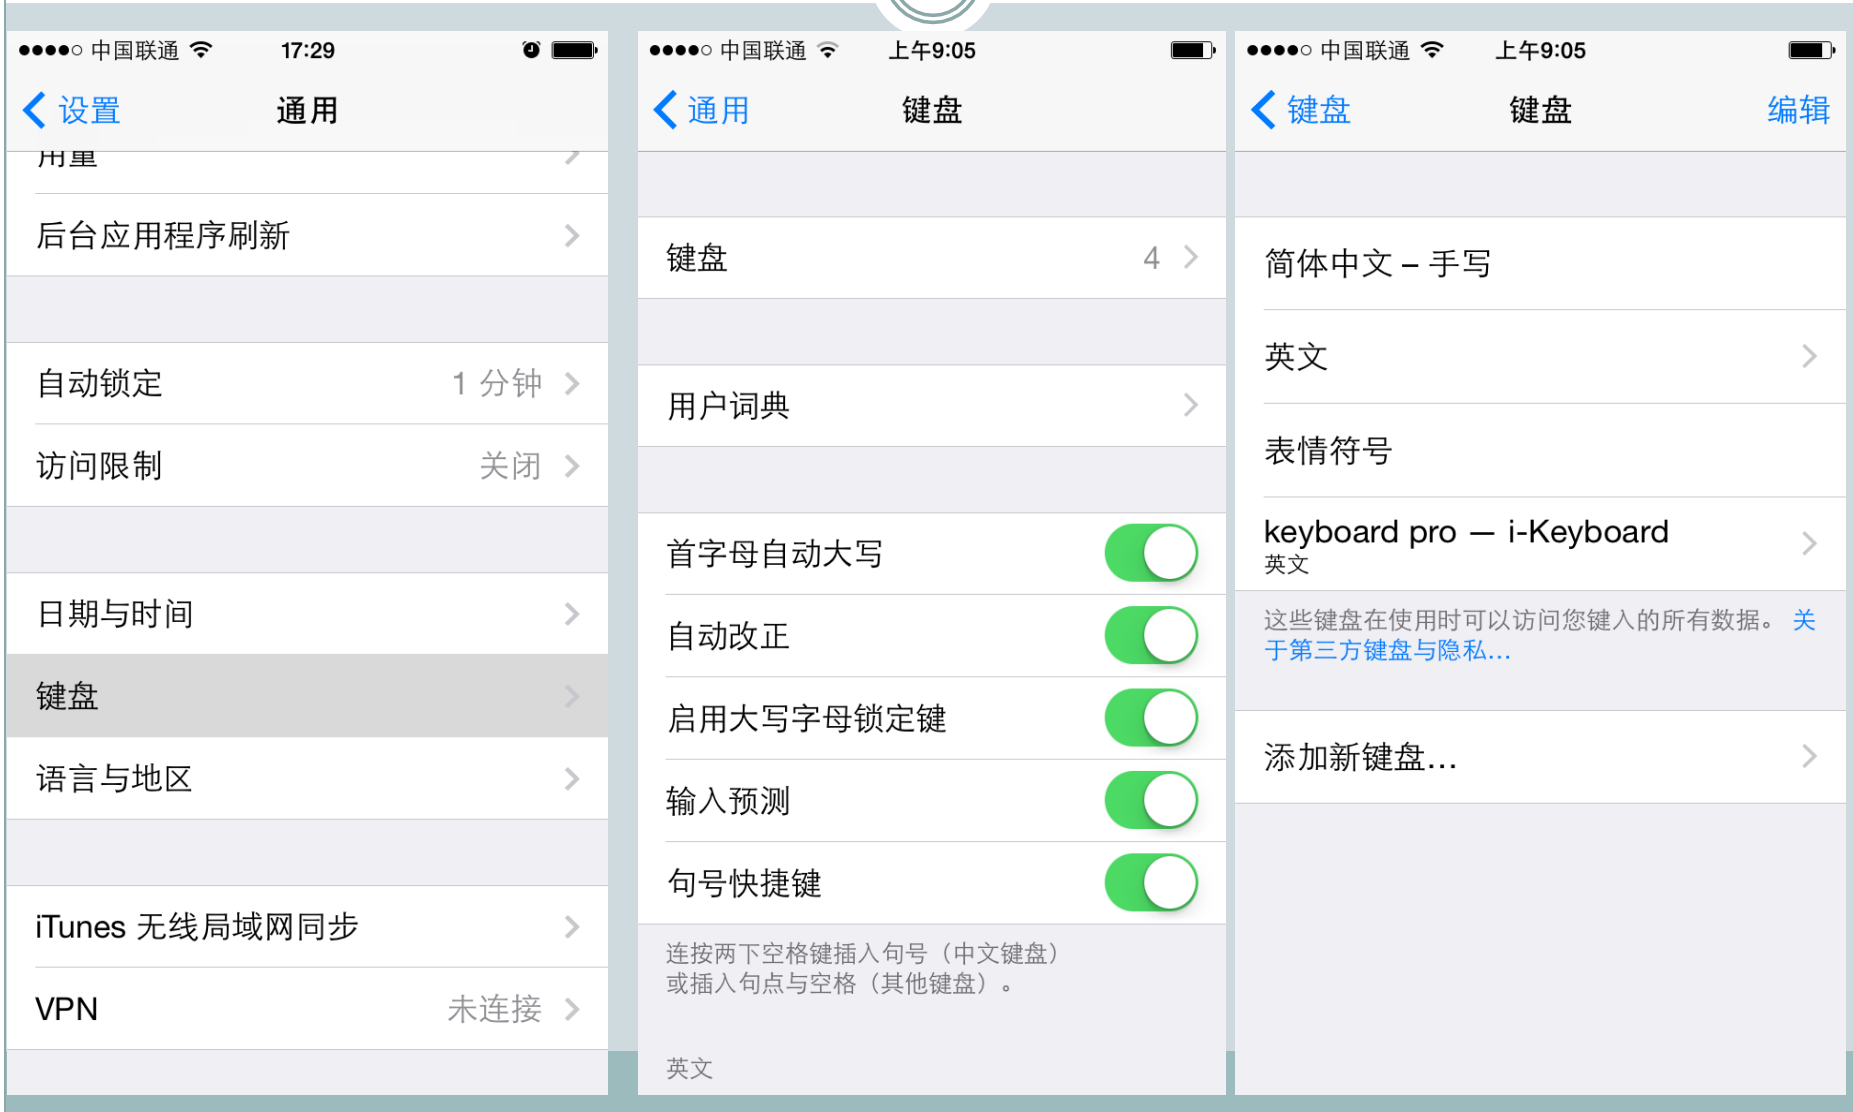 中国联通 17:29
设置 通用
用量
后台应用程序刷新
自动锁定 1 分钟
访问限制 关闭
日期与时间
键盘
语言与地区
iTunes 无线局域网同步
VPN 未连接
中国联通 上午9:05
通用 键盘
键盘 4
用户词典
首字母自动大写
自动改正
启用大写字母锁定键
输入预测
句号快捷键
连按两下空格键插入句号（中文键盘）
或插入句点与空格（其他键盘）。
英文
中国联通 上午9:05
键盘 键盘 编辑
简体中文 – 手写
英文
表情符号
keyboard pro — i-Keyboard
英文
这些键盘在使用时可以访问您键入的所有数据。 关
于第三方键盘与隐私...
添加新键盘...